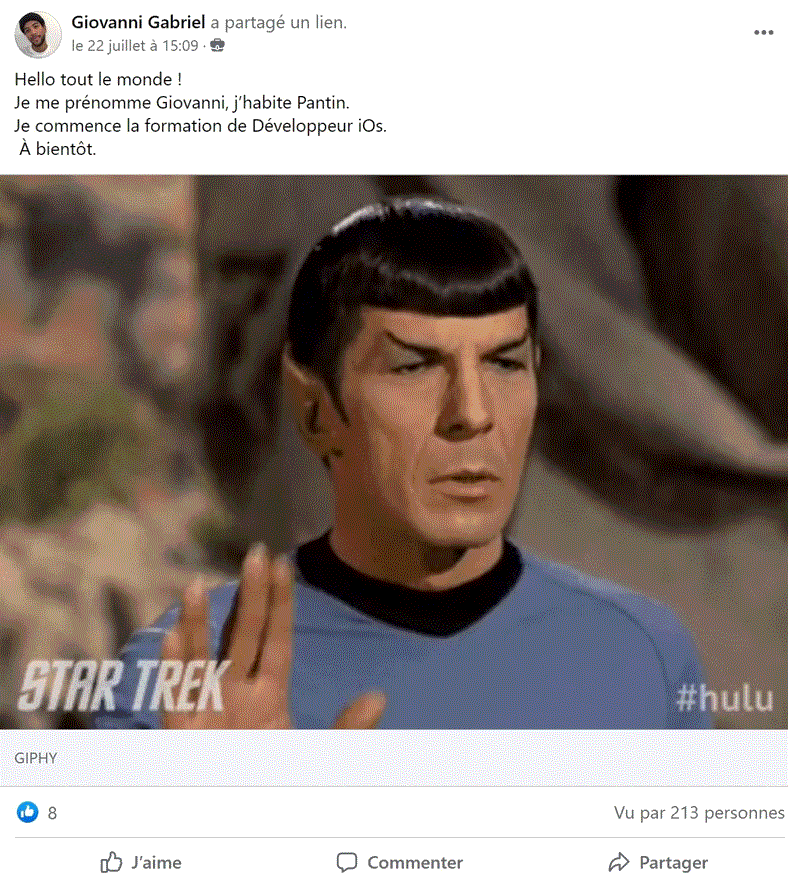 Giovanni Gabriel a partagé un lien.
le 22 juillet à 15:09 ·
Hello tout le monde !
Je me prénomme Giovanni, j'habite Pantin.
Je commence la formation de Développeur iOs.
À bientôt.
STAR TREK
#hulu
GIPHY
8
Vu par 213 personnes
J'aime
Commenter
Partager